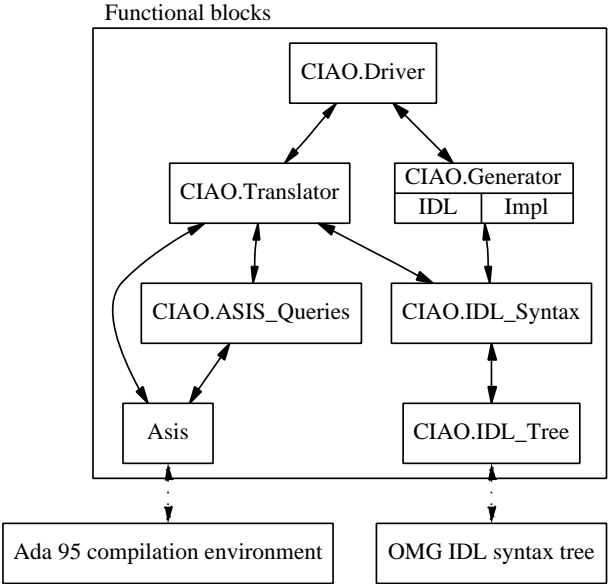 Functional blocks
CIAO.Driver
CIAO.Translator
CIAO.Generator
IDL
Impl
CIAO.ASIS_Queries
CIAO.IDL_Syntax
Asis
CIAO.IDL_Tree
Ada 95 compilation environment
OMG IDL syntax tree